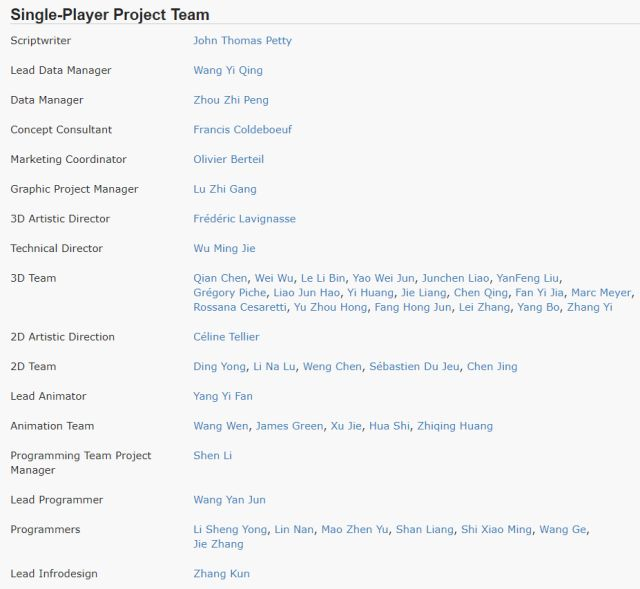 Single-Player Project Team
Scriptwriter John Thomas Petty
Lead Data Manager Wang Yi Qing
Data Manager Zhou Zhi Peng
Concept Consultant Francis Coldeboeuf
Marketing Coordinator Olivier Berteil
Graphic Project Manager Lu Zhi Gang
3D Artistic Director Frédéric Lavignasse
Technical Director Wu Ming Jie
3D Team Qian Chen, Wei Wu, Le Li Bin, Yao Wei Jun, Junchen Liao, YanFeng Liu,
Grégory Piche, Liao Jun Hao, Yi Huang, Jie Liang, Chen Qing, Fan Yi Jia, Marc Meyer,
Rossana Cesaretti, Yu Zhou Hong, Fang Hong Jun, Lei Zhang, Yang Bo, Zhang Yi
2D Artistic Direction Céline Tellier
2D Team Ding Yong, Li Na Lu, Weng Chen, Sébastien Du Jeu, Chen Jing
Lead Animator Yang Yi Fan
Animation Team Wang Wen, James Green, Xu Jie, Hua Shi, Zhiqing Huang
Programming Team Project Shen Li
Manager
Lead Programmer Wang Yan Jun
Programmers Li Sheng Yong, Lin Nan, Mao Zhen Yu, Shan Liang, Shi Xiao Ming, Wang Ge,
Jie Zhang
Lead Infrodesign Zhang Kun